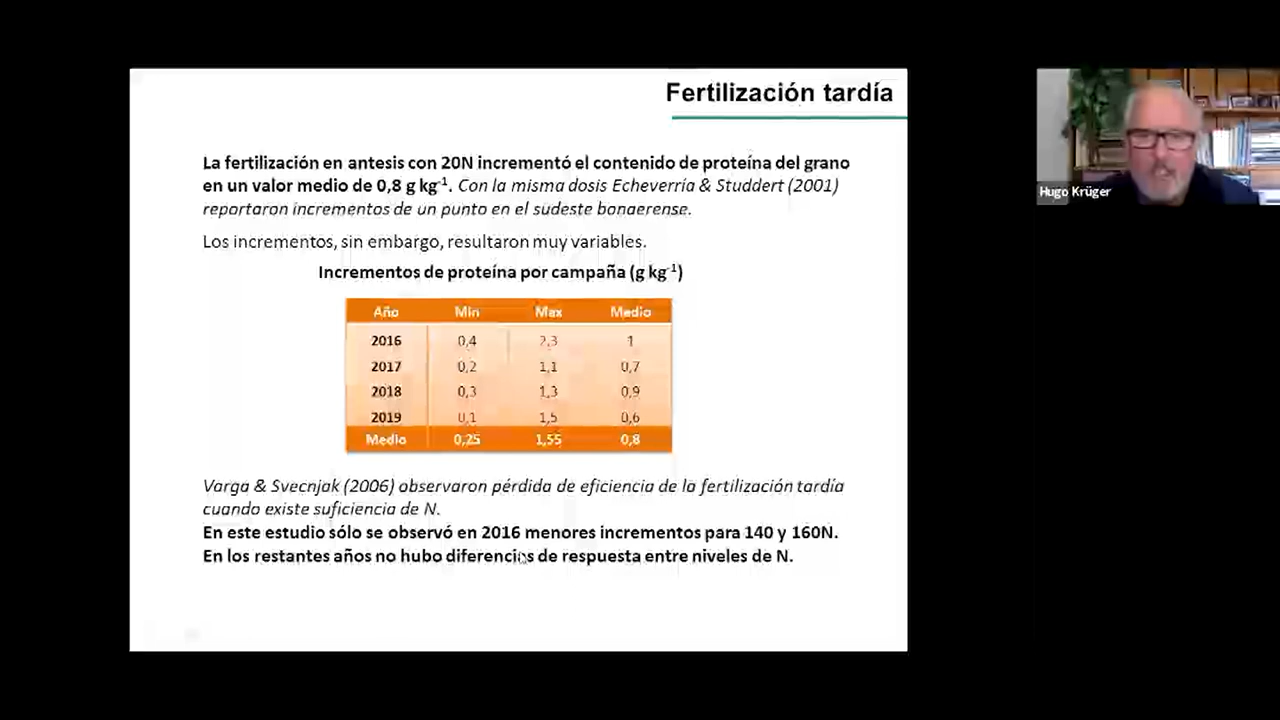 Fertilización tardía
La fertilización en antesis con 20N incrementó el contenido de proteína del grano
en un valor medio de 0,8 g kg⁻¹. Con la misma dosis Echeverría & Studdert (2001)
reportaron incrementos de un punto en el sudeste bonaerense.
Los incrementos, sin embargo, resultaron muy variables.
Incrementos de proteína por campaña (g kg⁻¹)
Año Min Max Medio
2016 0,4 2,3 1
2017 0,2 1,1 0,7
2018 0,3 1,3 0,9
2019 0,1 1,5 0,6
Medio 0,25 1,55 0,8
Varga & Svecnjak (2006) observaron pérdida de eficiencia de la fertilización tardía
cuando existe suficiencia de N.
En este estudio sólo se observó en 2016 menores incrementos para 140 y 160N.
En los restantes años no hubo diferencias de respuesta entre niveles de N.
Hugo Krüger